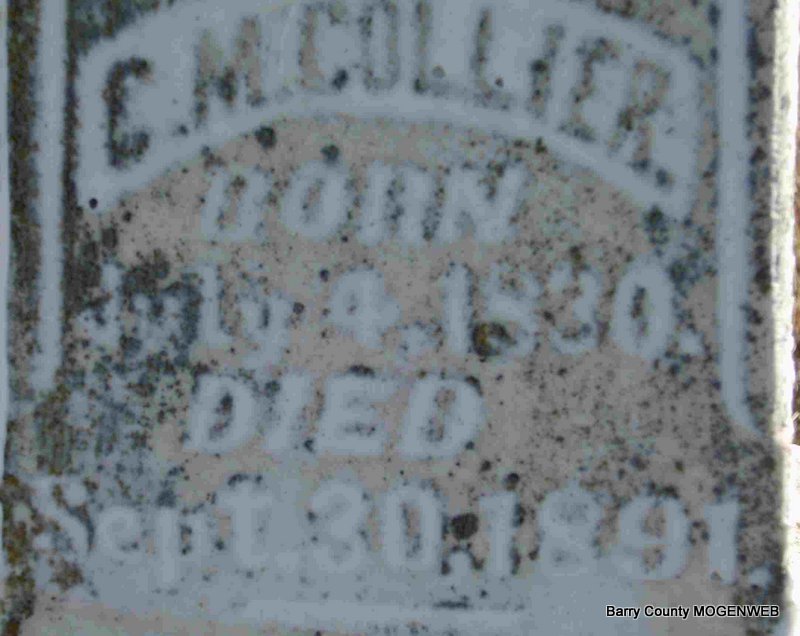 C. M. COLLIER.
BORN
July 4, 1830.
DIED
Sept. 30, 1891.
Barry County MOGENWEB